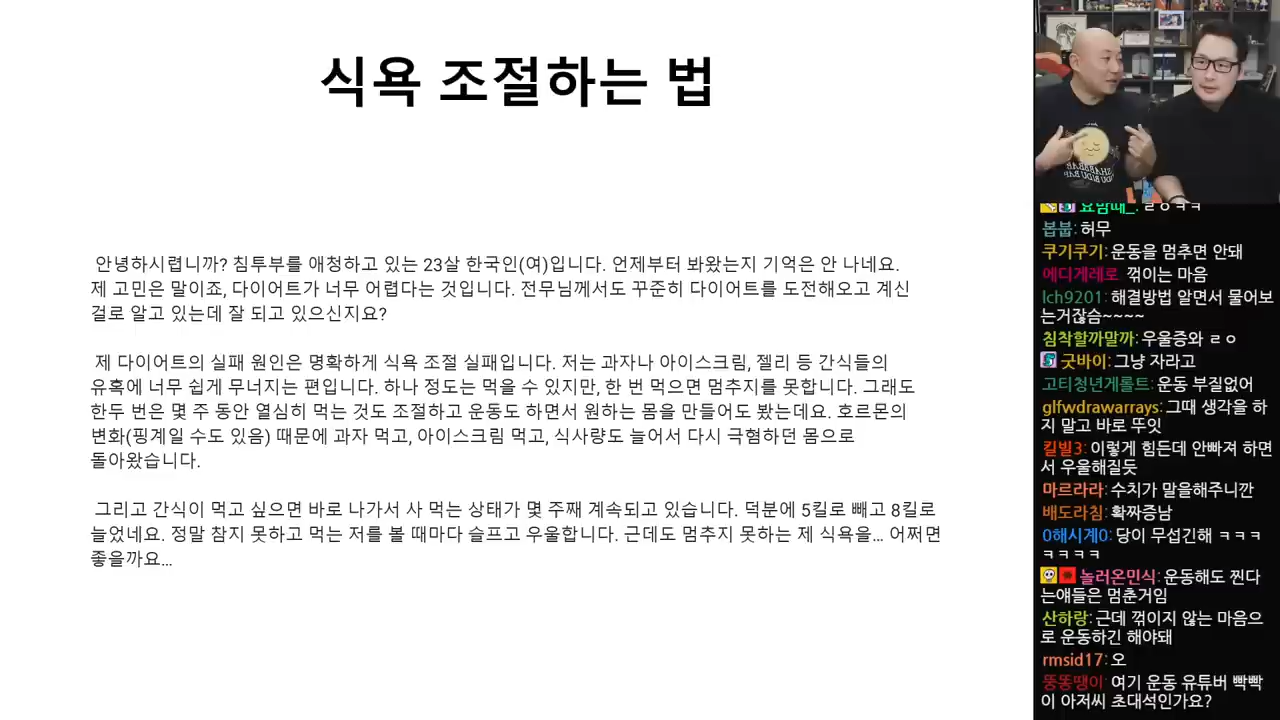 식욕 조절하는 법
안녕하시렵니까? 침투부를 애청하고 있는 23살 한국인(여)입니다. 언제부터 봐왔는지 기억은 안 나네요.
제 고민은 말이죠, 다이어트가 너무 어렵다는 것입니다. 전무님께서도 꾸준히 다이어트를 도전해오고 계신
걸로 알고 있는데 잘 되고 있으신지요?
제 다이어트의 실패 원인은 명확하게 식욕 조절 실패입니다. 저는 과자나 아이스크림, 젤리 등 간식들의
유혹에 너무 쉽게 무너지는 편입니다. 하나 정도는 먹을 수 있지만, 한 번 먹으면 멈추지를 못합니다. 그래도
한두 번은 몇 주 동안 열심히 먹는 것도 조절하고 운동도 하면서 원하는 몸을 만들어도 봤는데요. 호르몬의
변화(핑계일 수도 있음) 때문에 과자 먹고, 아이스크림 먹고, 식사량도 늘어서 다시 극혐하던 몸으로
돌아왔습니다.
그리고 간식이 먹고 싶으면 바로 나가서 사 먹는 상태가 몇 주째 계속되고 있습니다. 덕분에 5킬로 빼고 8킬로
늘었네요. 정말 참지 못하고 먹는 저를 볼 때마다 슬프고 우울합니다. 근데도 멈추지 못하는 제 식욕을... 어쩌면
좋을까요...
SHABBAB
DUBIDU BAP
ㄹㅇㅋㅋ
봅붋: 허무
쿠기쿠기: 운동을 멈추면 안돼
에디게레로: 꺾이는 마음
lch9201: 해결방법 알면서 물어보
는거잖슴~~~~
침착할까말까: 우울증와 ㄹㅇ
굿바이: 그냥 자라고
고티청년게롤트: 운동 부질없어
glfwdrawarrays: 그때 생각을 하
지 말고 바로 뚜잇
킬빌3: 이렇게 힘든데 안빠져 하면
서 우울해질듯
마르라라: 수치가 말을해주니깐
배도라침: 확짜증남
0해시계0: 당이 무섭긴해 ㅋㅋㅋ
ㅋㅋㅋㅋ
놀러온민식: 운동해도 찐다
는얘들은 멈춘거임
산하랑: 근데 꺾이지 않는 마음으
로 운동하긴 해야돼
rmsid17: 오
뚱똥땡이: 여기 운동 유튜버 빡빡
이 아저씨 초대석인가요?